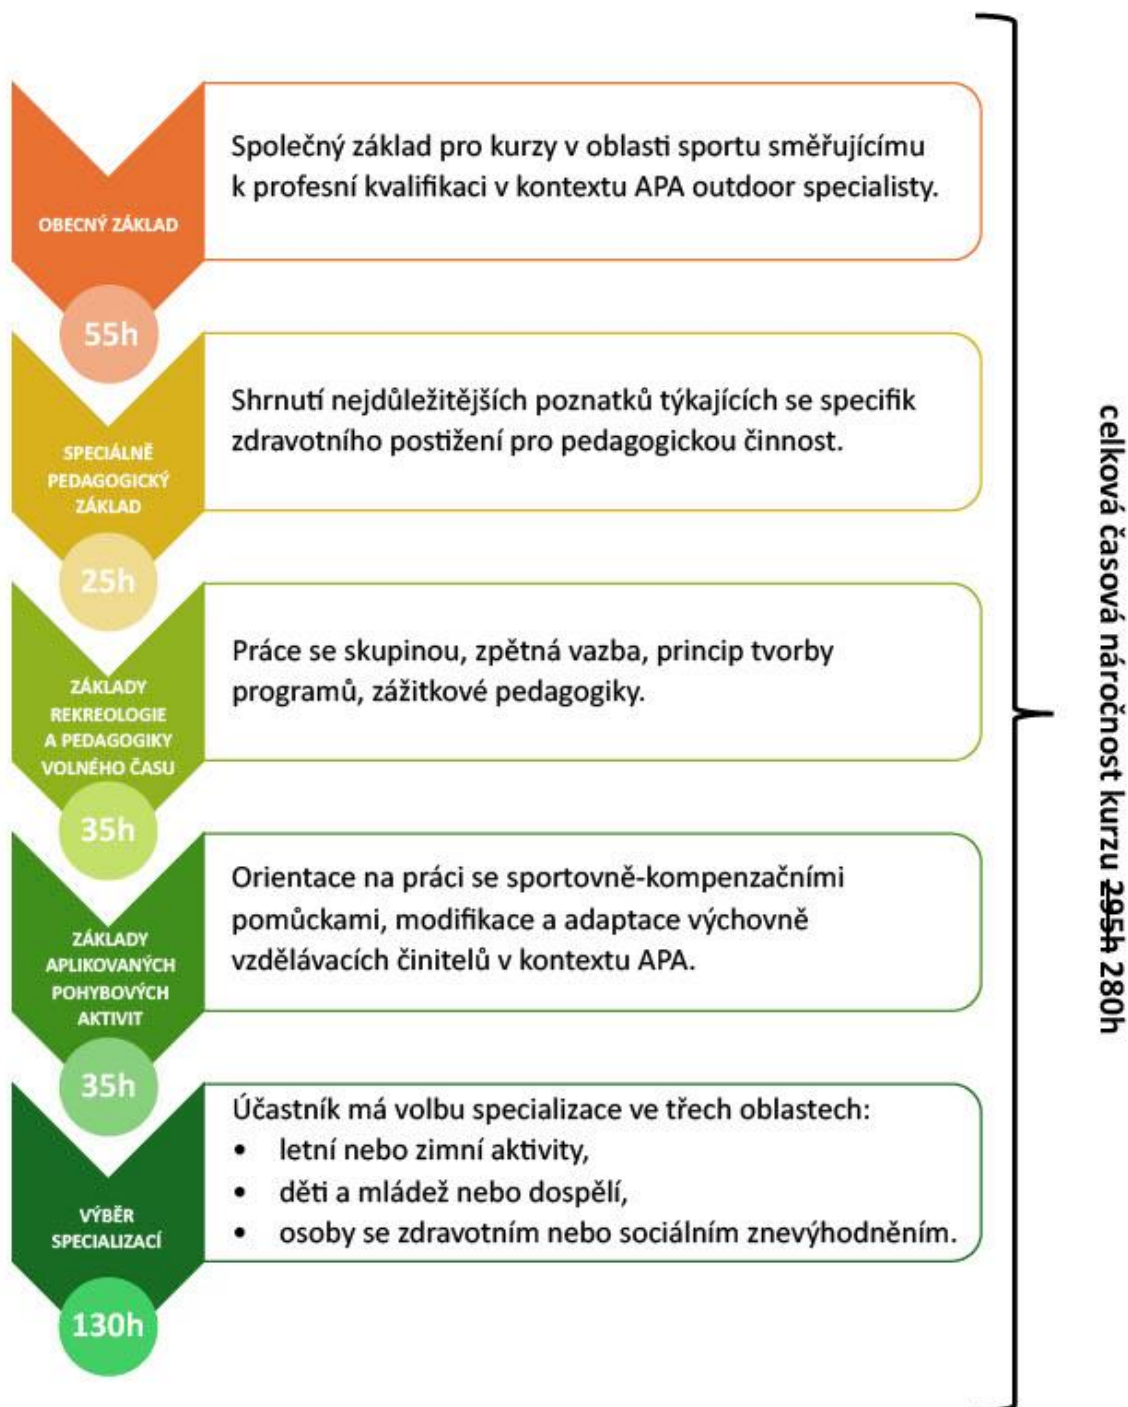 OBECNÝ ZÁKLAD
55h
Společný základ pro kurzy v oblasti sportu směřujícímu
k profesní kvalifikaci v kontextu APA outdoor specialisty.
SPECIÁLNĚ
PEDAGOGICKÝ
ZÁKLAD
25h
Shrnutí nejdůležitějších poznatků týkajících se specifik
zdravotního postižení pro pedagogickou činnost.
ZÁKLADY
REKREOLOGIE
A PEDAGOGIKY
VOLNÉHO ČASU
35h
Práce se skupinou, zpětná vazba, princip tvorby
programů, zážitkové pedagogiky.
ZÁKLADY
APLIKOVANÝCH
POHYBOVÝCH
AKTIVIT
35h
Orientace na práci se sportovně-kompenzačními
pomůckami, modifikace a adaptace výchovně
vzdělávacích činitelů v kontextu APA.
VÝBĚR
SPECIALIZACÍ
130h
Účastník má volbu specializace ve třech oblastech:
• letní nebo zimní aktivity,
• děti a mládež nebo dospělí,
• osoby se zdravotním nebo sociálním znevýhodněním.
celková časová náročnost kurzu 295h 280h